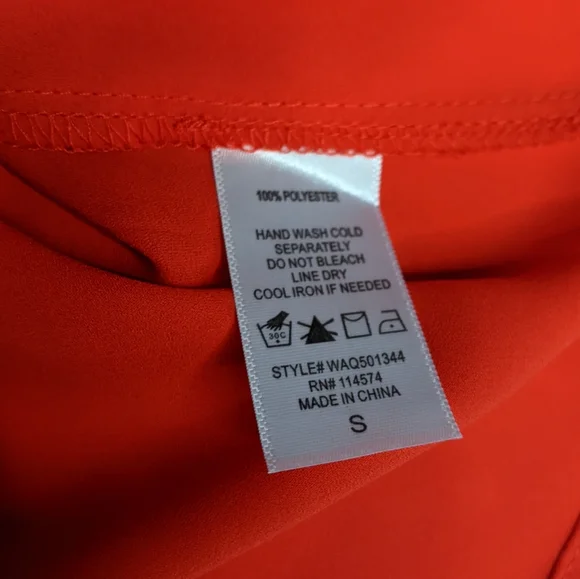 100% POLYESTER
HAND WASH COLD
SEPARATELY
DO NOT BLEACH
LINE DRY
COOL IRON IF NEEDED
30C
STYLE# WAQ501344
RN# 114574
MADE IN CHINA
S